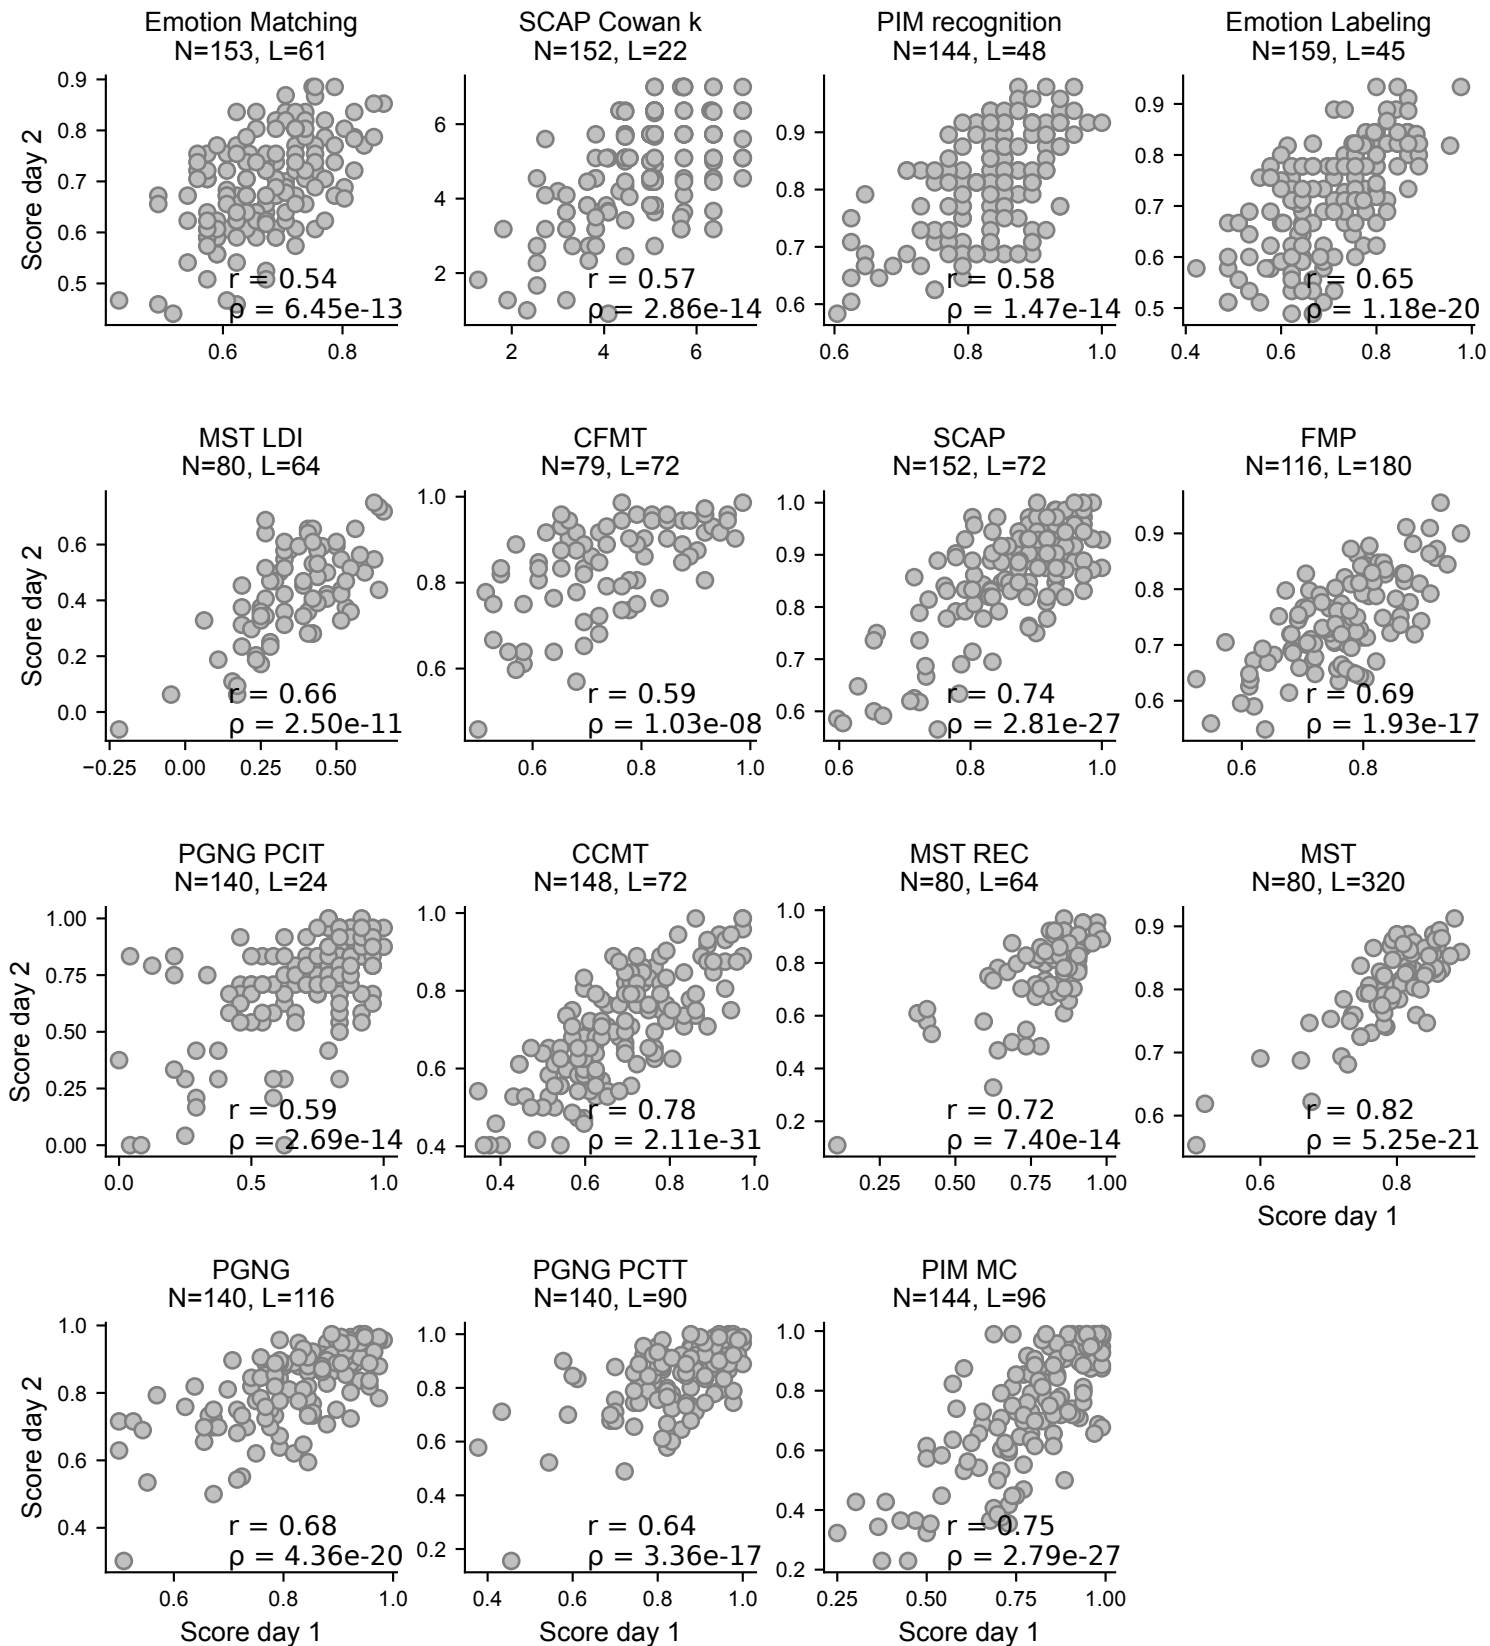 Emotion Matching
N=153, L=61
SCAP Cowan k
N=152, L=22
PIM recognition
N=144, L=48
Emotion Labeling
N=159, L=45
Score day 2
0.9
0.8
0.7
0.6
0.5
r = 0.54
ρ = 6.45e-13
0.6
0.8
6
4
2
r = 0.57
ρ = 2.86e-14
2
4
6
0.9
0.8
0.7
0.6
r = 0.58
ρ = 1.47e-14
0.6
0.8
1.0
0.9
0.8
0.7
0.6
0.5
r = 0.65
ρ = 1.18e-20
0.4
0.6
0.8
1.0
MST LDI
N=80, L=64
CFMT
N=79, L=72
SCAP
N=152, L=72
FMP
N=116, L=180
Score day 2
0.6
0.4
0.2
0.0
r = 0.66
ρ = 2.50e-11
−0.25
0.00
0.25
0.50
1.0
0.8
0.6
r = 0.59
ρ = 1.03e-08
0.6
0.8
1.0
1.0
0.9
0.8
0.7
0.6
r = 0.74
ρ = 2.81e-27
0.6
0.8
1.0
0.9
0.8
0.7
0.6
r = 0.69
ρ = 1.93e-17
0.6
0.8
PGNG PCIT
N=140, L=24
CCMT
N=148, L=72
MST REC
N=80, L=64
MST
N=80, L=320
Score day 2
1.00
0.75
0.50
0.25
0.00
r = 0.59
ρ = 2.69e-14
0.0
0.5
1.0
1.0
0.8
0.6
0.4
r = 0.78
ρ = 2.11e-31
0.4
0.6
0.8
1.0
1.0
0.8
0.6
0.4
0.2
r = 0.72
ρ = 7.40e-14
0.25
0.50
0.75
1.00
0.9
0.8
0.7
0.6
r = 0.82
ρ = 5.25e-21
0.6
0.8
Score day 1
PGNG
N=140, L=116
PGNG PCTT
N=140, L=90
PIM MC
N=144, L=96
Score day 2
1.0
0.8
0.6
0.4
r = 0.68
ρ = 4.36e-20
0.6
0.8
1.0
Score day 1
1.0
0.8
0.6
0.4
0.2
r = 0.64
ρ = 3.36e-17
0.4
0.6
0.8
1.0
Score day 1
1.0
0.8
0.6
0.4
0.2
r = 0.75
ρ = 2.79e-27
0.25
0.50
0.75
1.00
Score day 1